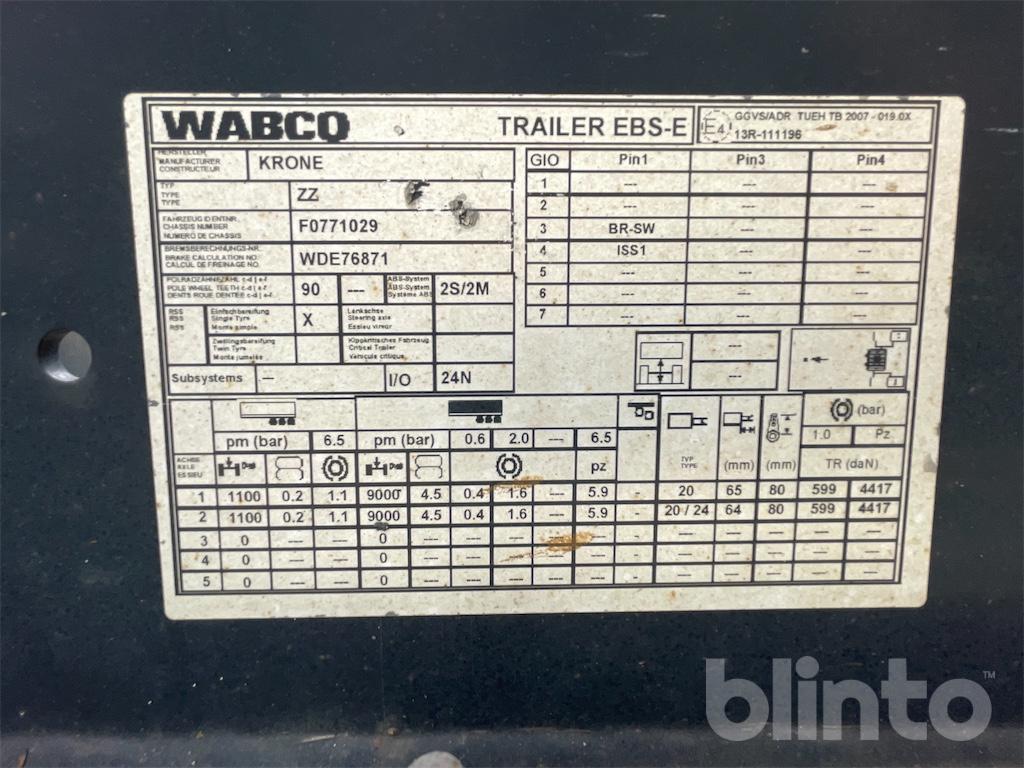 WABCO TRAILER EBS-E E4 GGVS/ADR TUEH TB 2007 - 019.0X
13R-111196
HERSTELLER
MANUFACTURER
CONSTRUCTEUR
KRONE
TYP
TYPE
TYPE
ZZ
FAHRZEUG IDENTNR.
CHASSIS NUMBER
NUMERO DE CHASSIS
F0771029
BREMSBERECHNUNGS-NR.
BRAKE CALCULATION NO.
CALCUL DE FREINAGE NO.
WDE76871
POLRADZAHNEZAHL c-d | e-f
POLE WHEEL TEETH c-d | e-f
DENTS ROUE DENTEE c-d | e-f
90 ---
ABS-System
ABS-System
Système ABS
2S/2M
RSS
RSS
RSS
Einfachbereifung
Single Tyre
Monte simple
X
Lenkachse
Steering axle
Essieu vireur
Zwillingsbereifung
Twin Tyre
Monte jumelée
Kippkritisches Fahrzeug
Critical Trailer
Véhicule critique
Subsystems --- I/O 24N
GIO Pin1 Pin3 Pin4
1 --- --- ---
2 --- --- ---
3 BR-SW --- ---
4 ISS1 --- ---
5 --- --- ---
6 --- --- ---
7 --- --- ---
---
---
(bar)
pm (bar) 6.5 pm (bar) 0.6 2.0 --- 6.5 1.0 Pz
ACHSE
AXLE
ESSIEU
pz
TYP
TYPE
(mm) (mm) TR (daN)
1 1100 0.2 1.1 9000 4.5 0.4 1.6 --- 5.9 - 20 65 80 599 4417
2 1100 0.2 1.1 9000 4.5 0.4 1.6 --- 5.9 - 20 / 24 64 80 599 4417
3 0 --- --- 0 --- --- --- --- --- - --- --- --- --- ---
4 0 --- --- 0 --- --- --- --- --- - --- --- --- --- ---
5 0 --- --- 0 --- --- --- --- --- - --- --- --- --- ---
blinto™